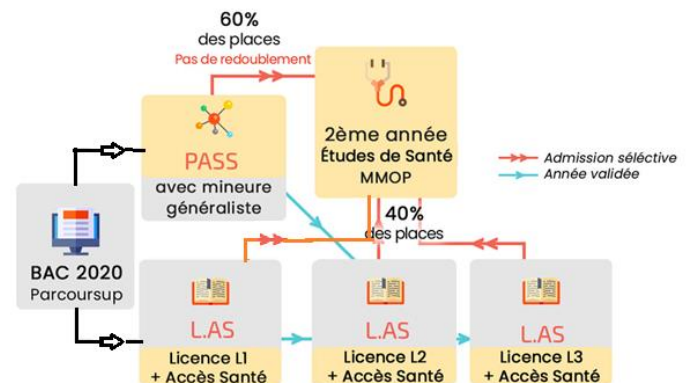 60%
des places
Pas de redoublement
2ème année
Études de Santé
MMOP
PASS
avec mineure
généraliste
Admission séléctive
Année validée
40%
des places
BAC 2020
Parcoursup
L.AS
Licence L1
+ Accès Santé
L.AS
Licence L2
+ Accès Santé
L.AS
Licence L3
+ Accès Santé